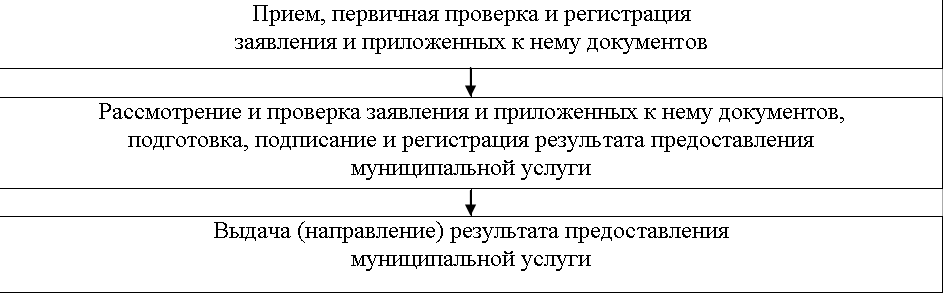 Прием, первичная проверка и регистрация
заявления и приложенных к нему документов
Рассмотрение и проверка заявления и приложенных к нему документов,
подготовка, подписание и регистрация результата предоставления
муниципальной услуги
Выдача (направление) результата предоставления
муниципальной услуги